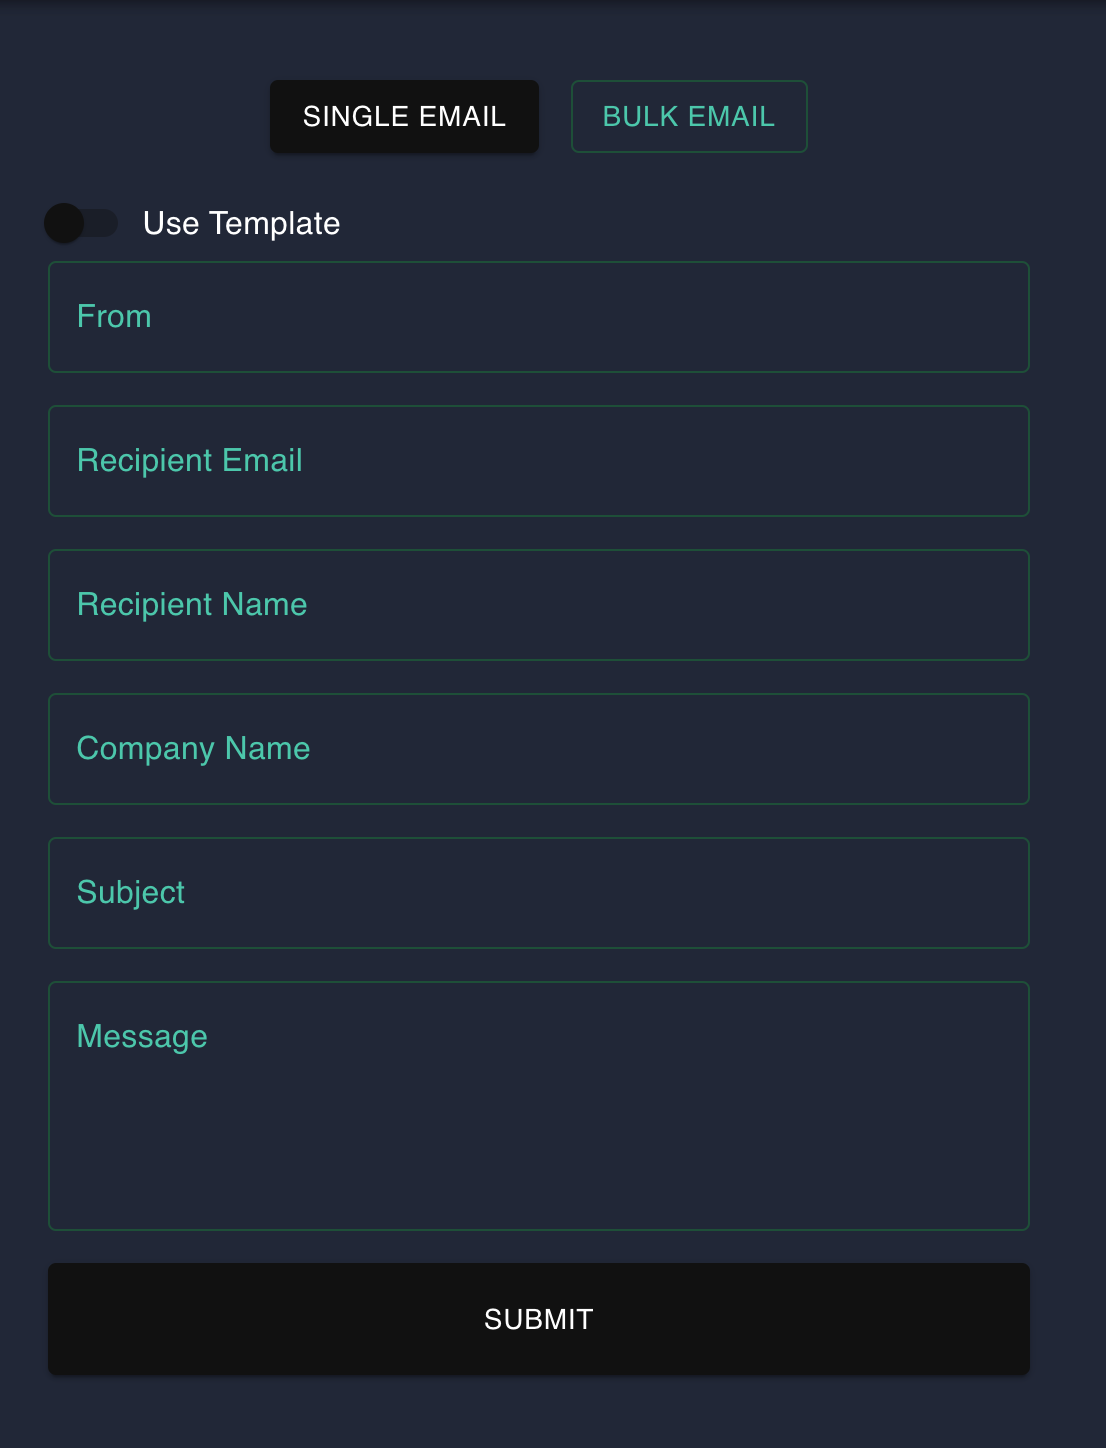 SINGLE EMAIL
BULK EMAIL
Use Template
From
Recipient Email
Recipient Name
Company Name
Subject
Message
SUBMIT